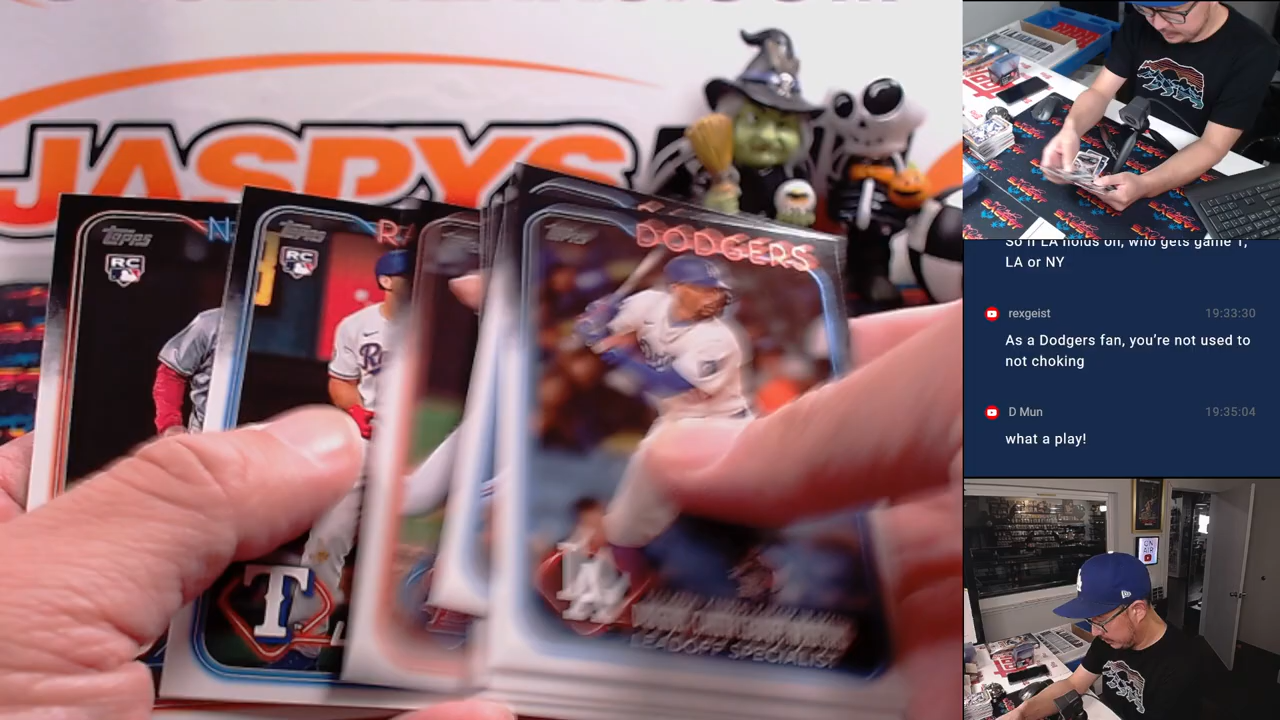 JASPYS
Topps
N
RC
Topps
RC
T
Topps
DODGERS
LA
LEADOFF SPECIALIST
So if LA holds on, who gets game 1,
LA or NY
rexgeist 19:33:30
As a Dodgers fan, you're not used to
not choking
D Mun 19:35:04
what a play!
ON
AIR